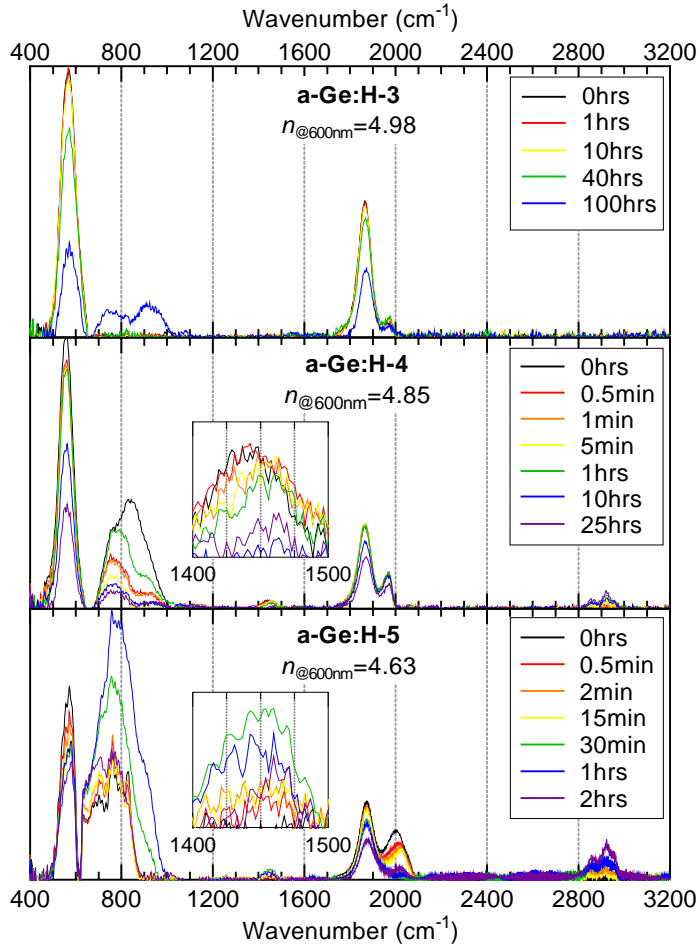 Wavenumber (cm⁻¹)
400 800 1200 1600 2000 2400 2800 3200
a-Ge:H-3
n@600nm=4.98
0hrs
1hrs
10hrs
40hrs
100hrs
a-Ge:H-4
n@600nm=4.85
0hrs
0.5min
1min
5min
1hrs
10hrs
25hrs
1400 1500
a-Ge:H-5
n@600nm=4.63
0hrs
0.5min
2min
15min
30min
1hrs
2hrs
1400 1500
400 800 1200 1600 2000 2400 2800 3200
Wavenumber (cm⁻¹)